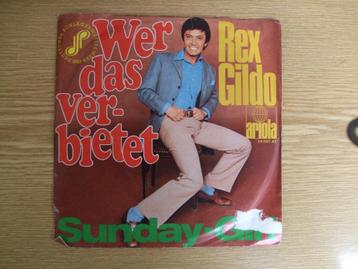 Wer
das
ver-
bietet
Rex
Gildo
ariola
Sunday-Girl